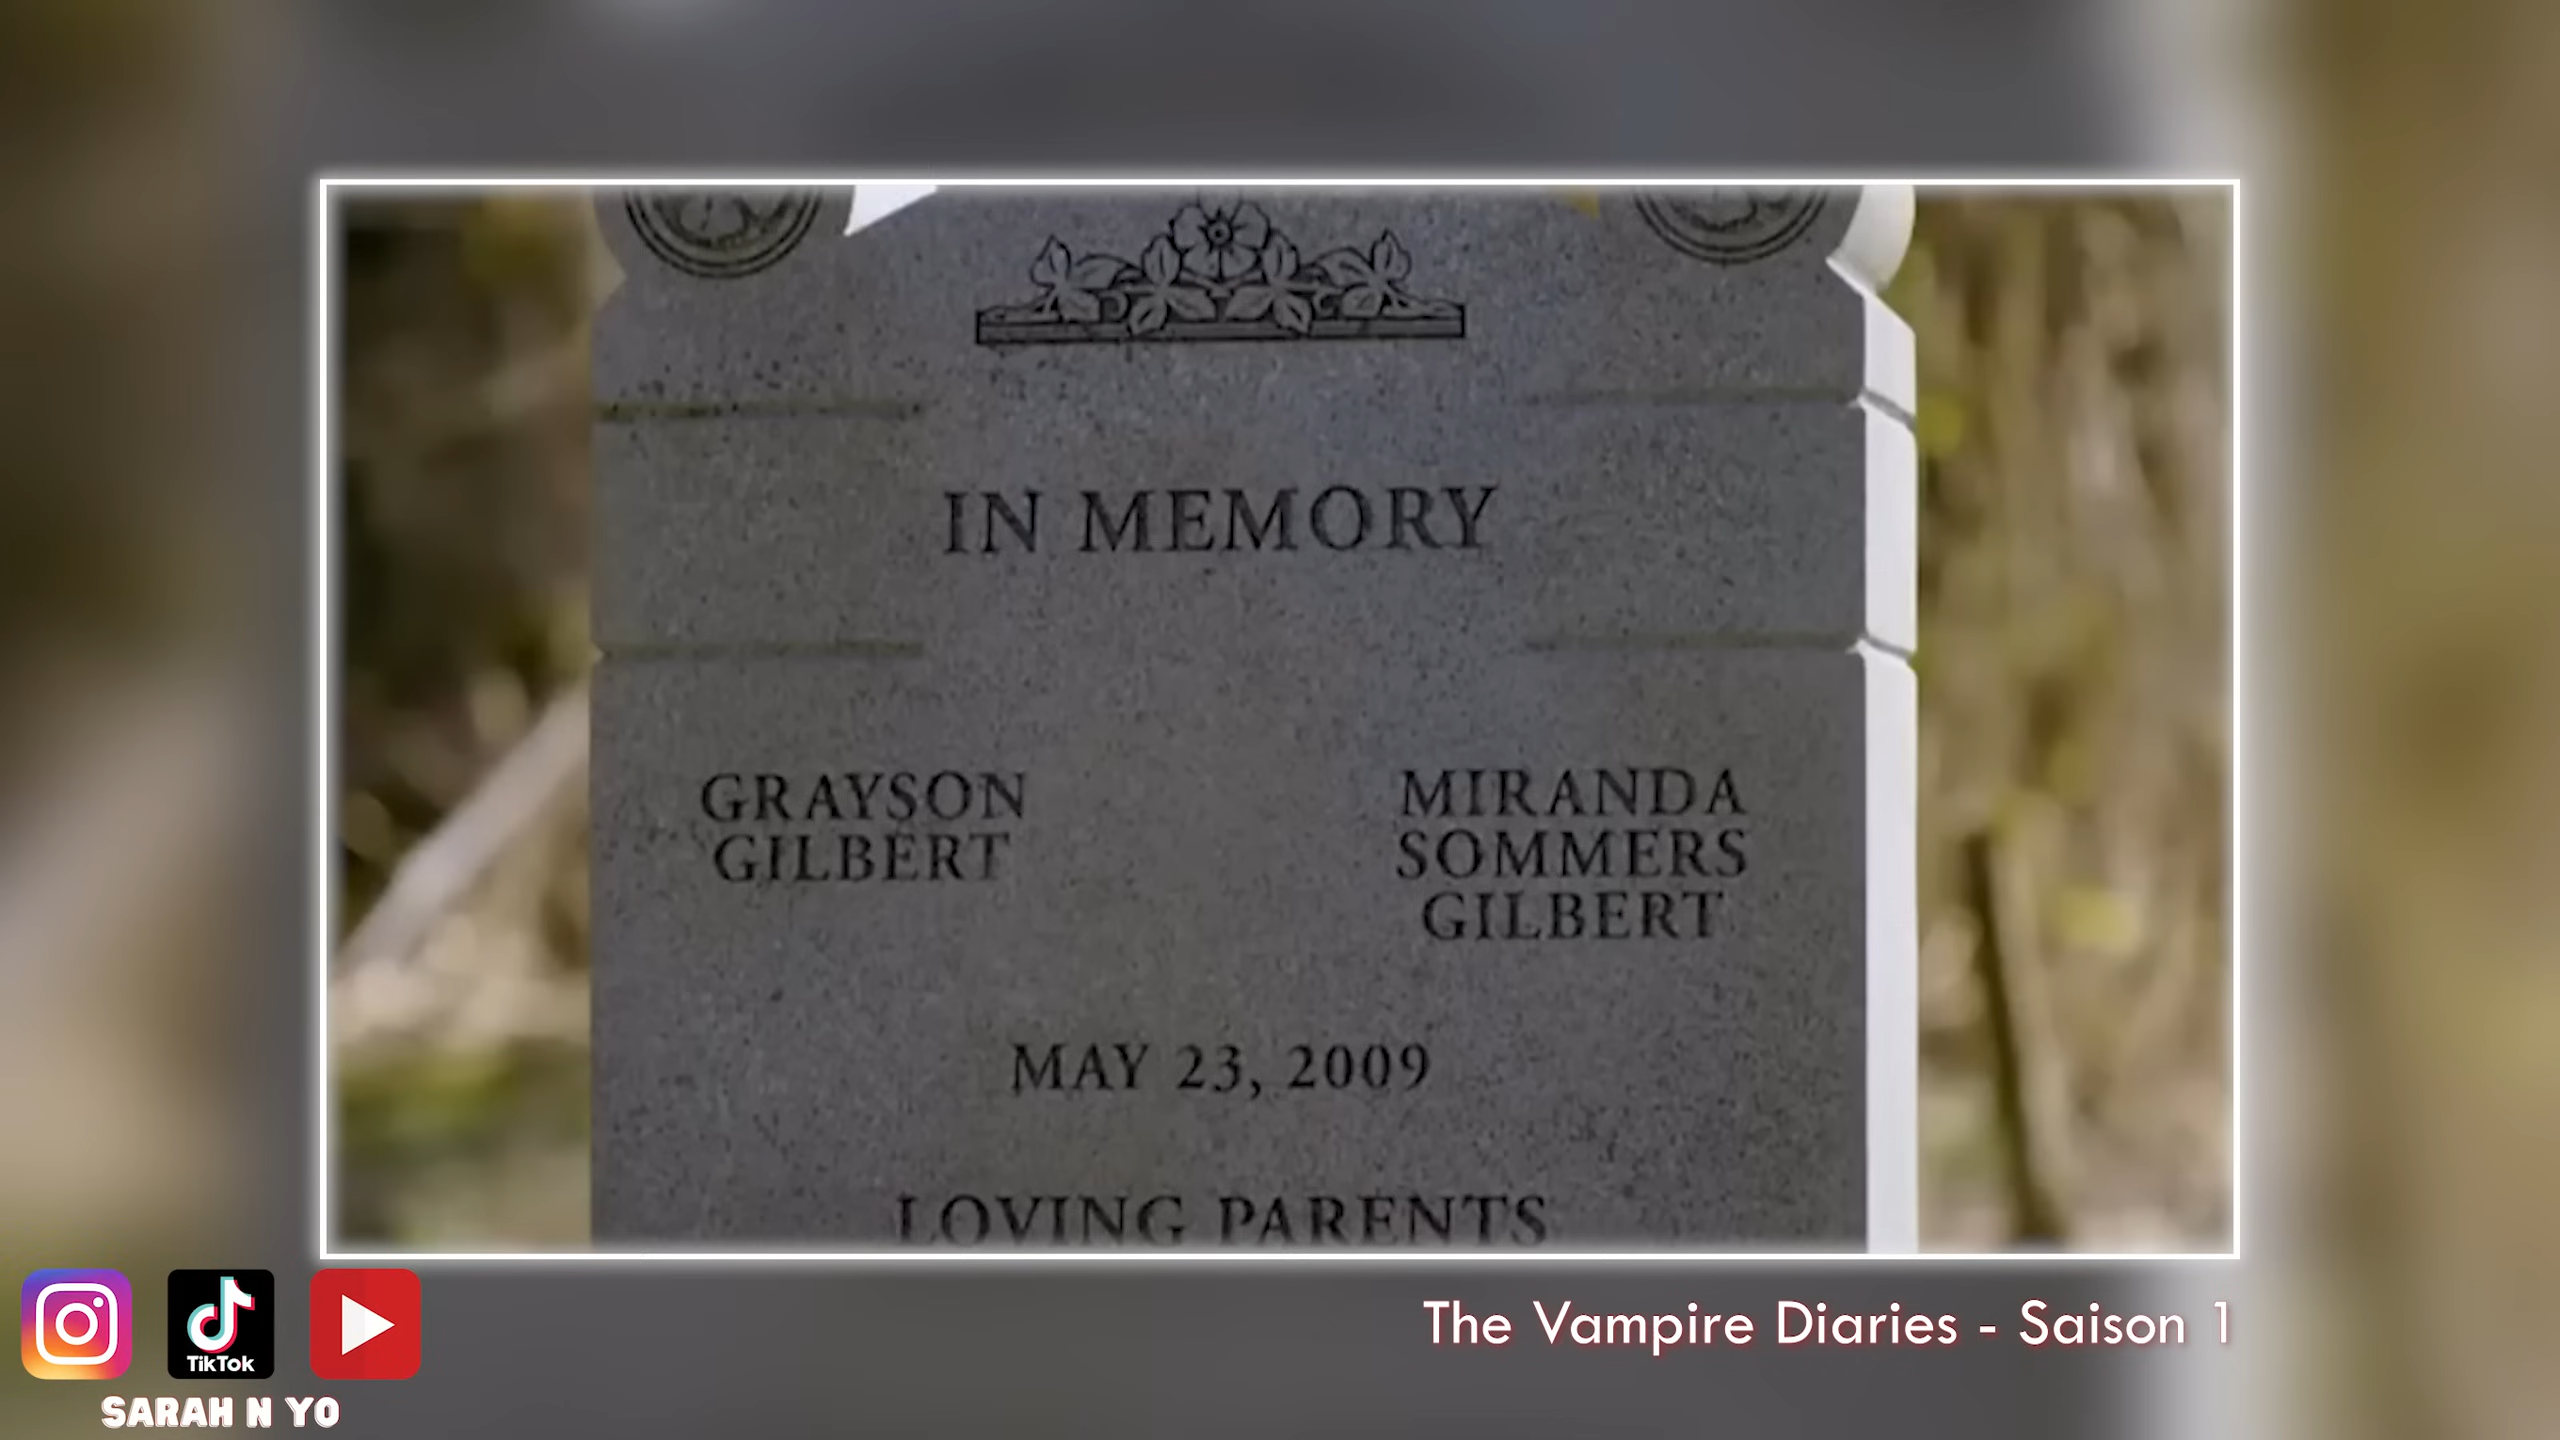 IN MEMORY
GRAYSON
GILBERT
MIRANDA
SOMMERS
GILBERT
MAY 23, 2009
LOVING PARENTS
The Vampire Diaries - Saison 1
TikTok
SARAH N YO